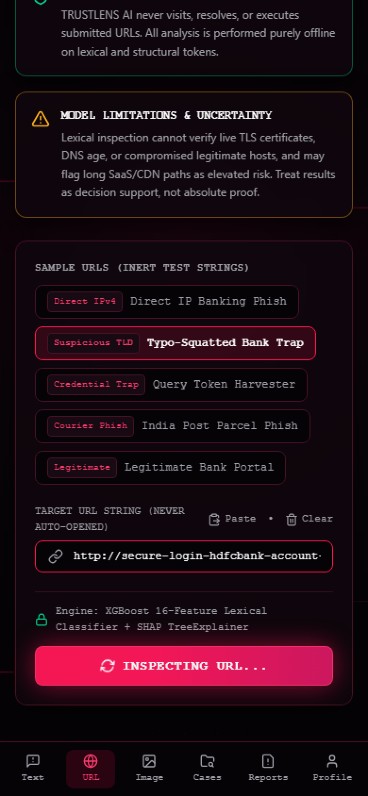 TRUSTLENS AI never visits, resolves, or executes
submitted URLs. All analysis is performed purely offline
on lexical and structural tokens.
MODEL LIMITATIONS & UNCERTAINTY
Lexical inspection cannot verify live TLS certificates,
DNS age, or compromised legitimate hosts, and may
flag long SaaS/CDN paths as elevated risk. Treat results
as decision support, not absolute proof.
SAMPLE URLS (INERT TEST STRINGS)
Direct IPv4 Direct IP Banking Phish
Suspicious TLD Typo-Squatted Bank Trap
Credential Trap Query Token Harvester
Courier Phish India Post Parcel Phish
Legitimate Legitimate Bank Portal
TARGET URL STRING (NEVER
AUTO-OPENED)
Paste • Clear
http://secure-login-hdfcbank-account-
Engine: XGBoost 16-Feature Lexical
Classifier + SHAP TreeExplainer
INSPECTING URL...
Text URL Image Cases Reports Profile